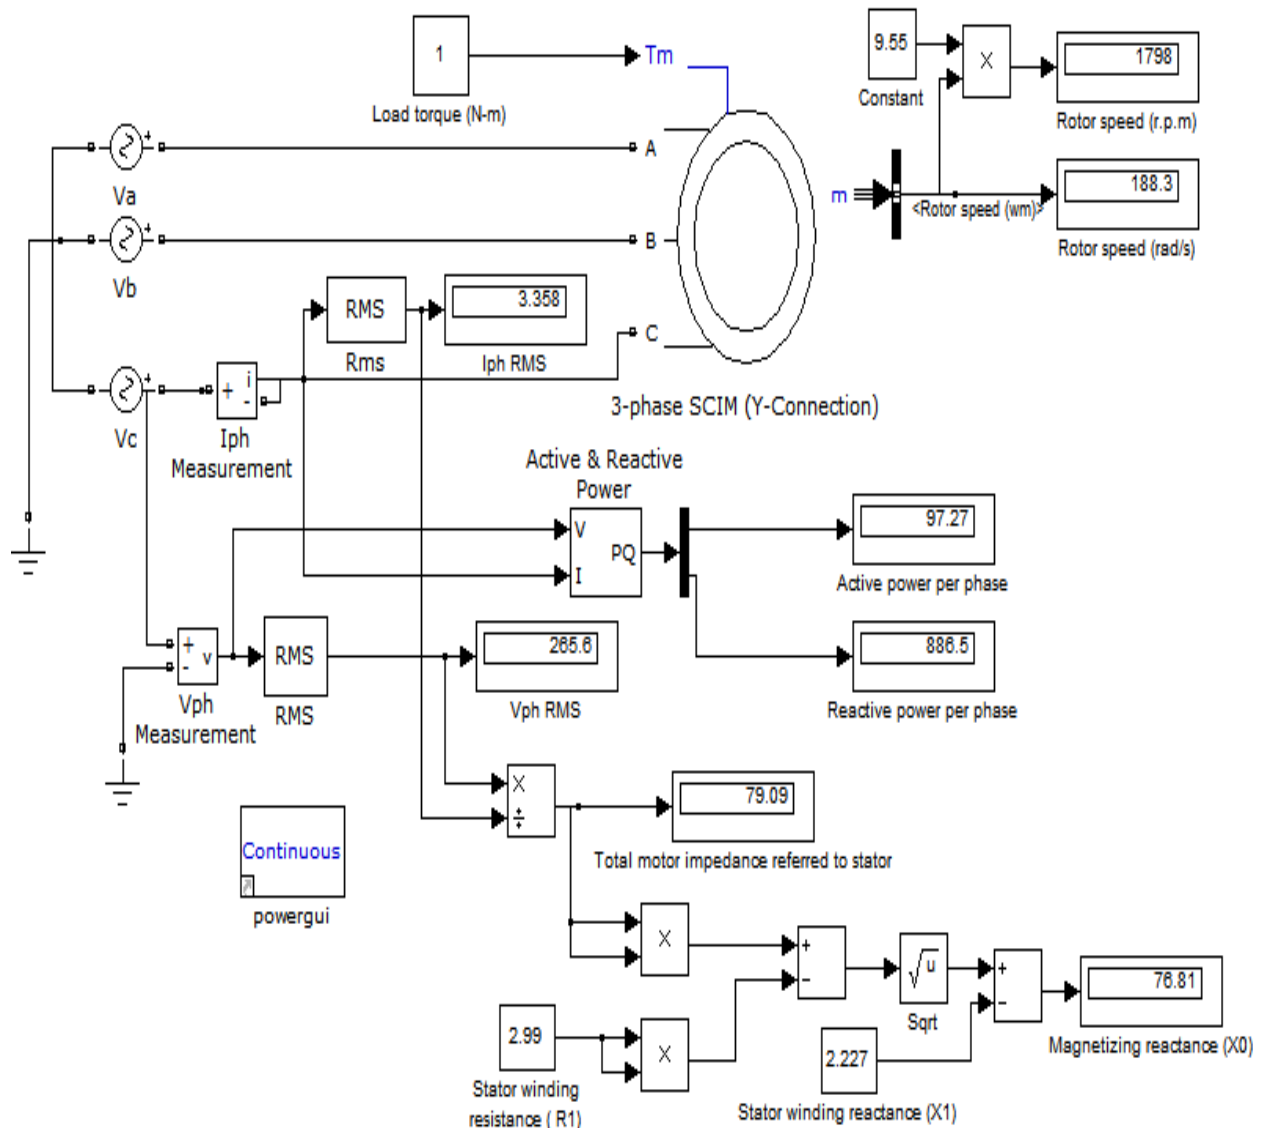 1
Load torque (N-m)
Tm
9.55
Constant
X
1798
Rotor speed (r.p.m)
+
Va
A
m
<Rotor speed (wm)>
188.3
Rotor speed (rad/s)
+
Vb
B
RMS
Rms
3.358
Iph RMS
C
+
Vc
+ i
-
Iph
Measurement
3-phase SCIM (Y-Connection)
Active & Reactive
Power
V
PQ
I
97.27
Active power per phase
+
v
-
Vph
Measurement
RMS
RMS
265.6
Vph RMS
886.5
Reactive power per phase
X
÷
79.09
Total motor impedance referred to stator
Continuous
powergui
X
+
-
√u
Sqrt
+
-
76.81
Magnetizing reactance (X0)
2.99
Stator winding
resistance ( R1)
X
2.227
Stator winding reactance (X1)